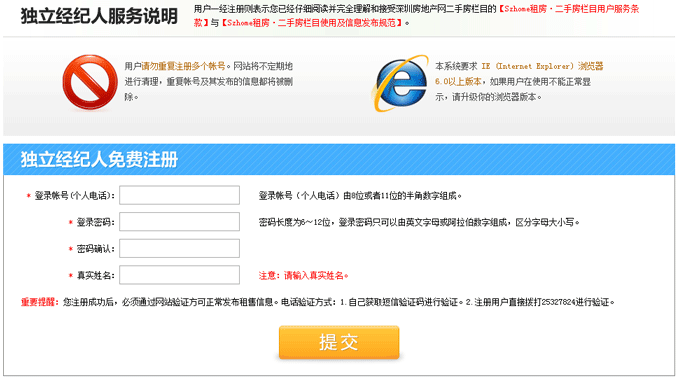 独立经纪人服务说明
用户一经注册则表示您已经仔细阅读并完全理解和接受深圳房地产网二手房栏目的【Szhome租房·二手房栏目用户服务条
款】与【Szhome租房·二手房栏目使用及信息发布规范】。
用户请勿重复注册多个帐号。网站将不定期地
进行清理，重复帐号及其发布的信息都将被删
除。
本系统要求 IE (Internet Explorer) 浏览器
6.0以上版本，如果用户在使用不能正常显
示，请升级你的浏览器版本。
独立经纪人免费注册
* 登录帐号(个人电话):
登录帐号（个人电话）由8位或者11位的半角数字组成。
* 登录密码:
密码长度为6～12位，登录密码只可以由英文字母或阿拉伯数字组成，区分字母大小写。
* 密码确认:
* 真实姓名:
注意：请输入真实姓名。
重要提醒：您注册成功后，必须通过网站验证方可正常发布租售信息。电话验证方式：1.自己获取短信验证码进行验证。2.注册用户直接拨打25327824进行验证。
提交